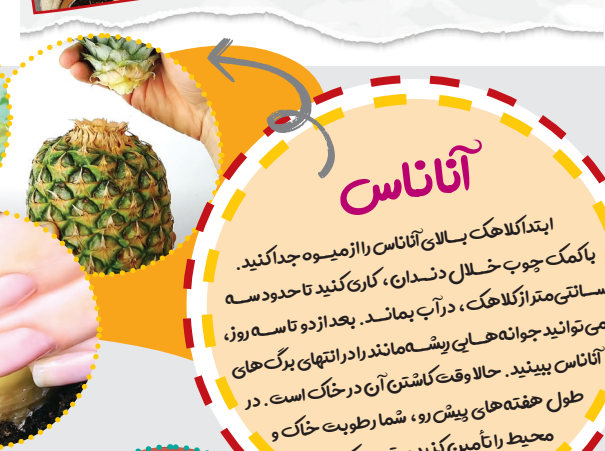 آناناس
ابتدا کلاهک بالای آناناس را از میوه جدا کنید.
با کمک چوب خلال دندان، کاری کنید تا حدود سه
سانتی‌متر از کلاهک، در آب بماند. بعد از دو تا سه روز،
می‌توانید جوانه‌هایی ریشه‌مانند را در انتهای برگ‌های
آناناس ببینید. حالا وقت کاشتن آن در خاک است. در
طول هفته‌های پیش‌رو، شما رطوبت خاک و
محیط را تأمین کنید